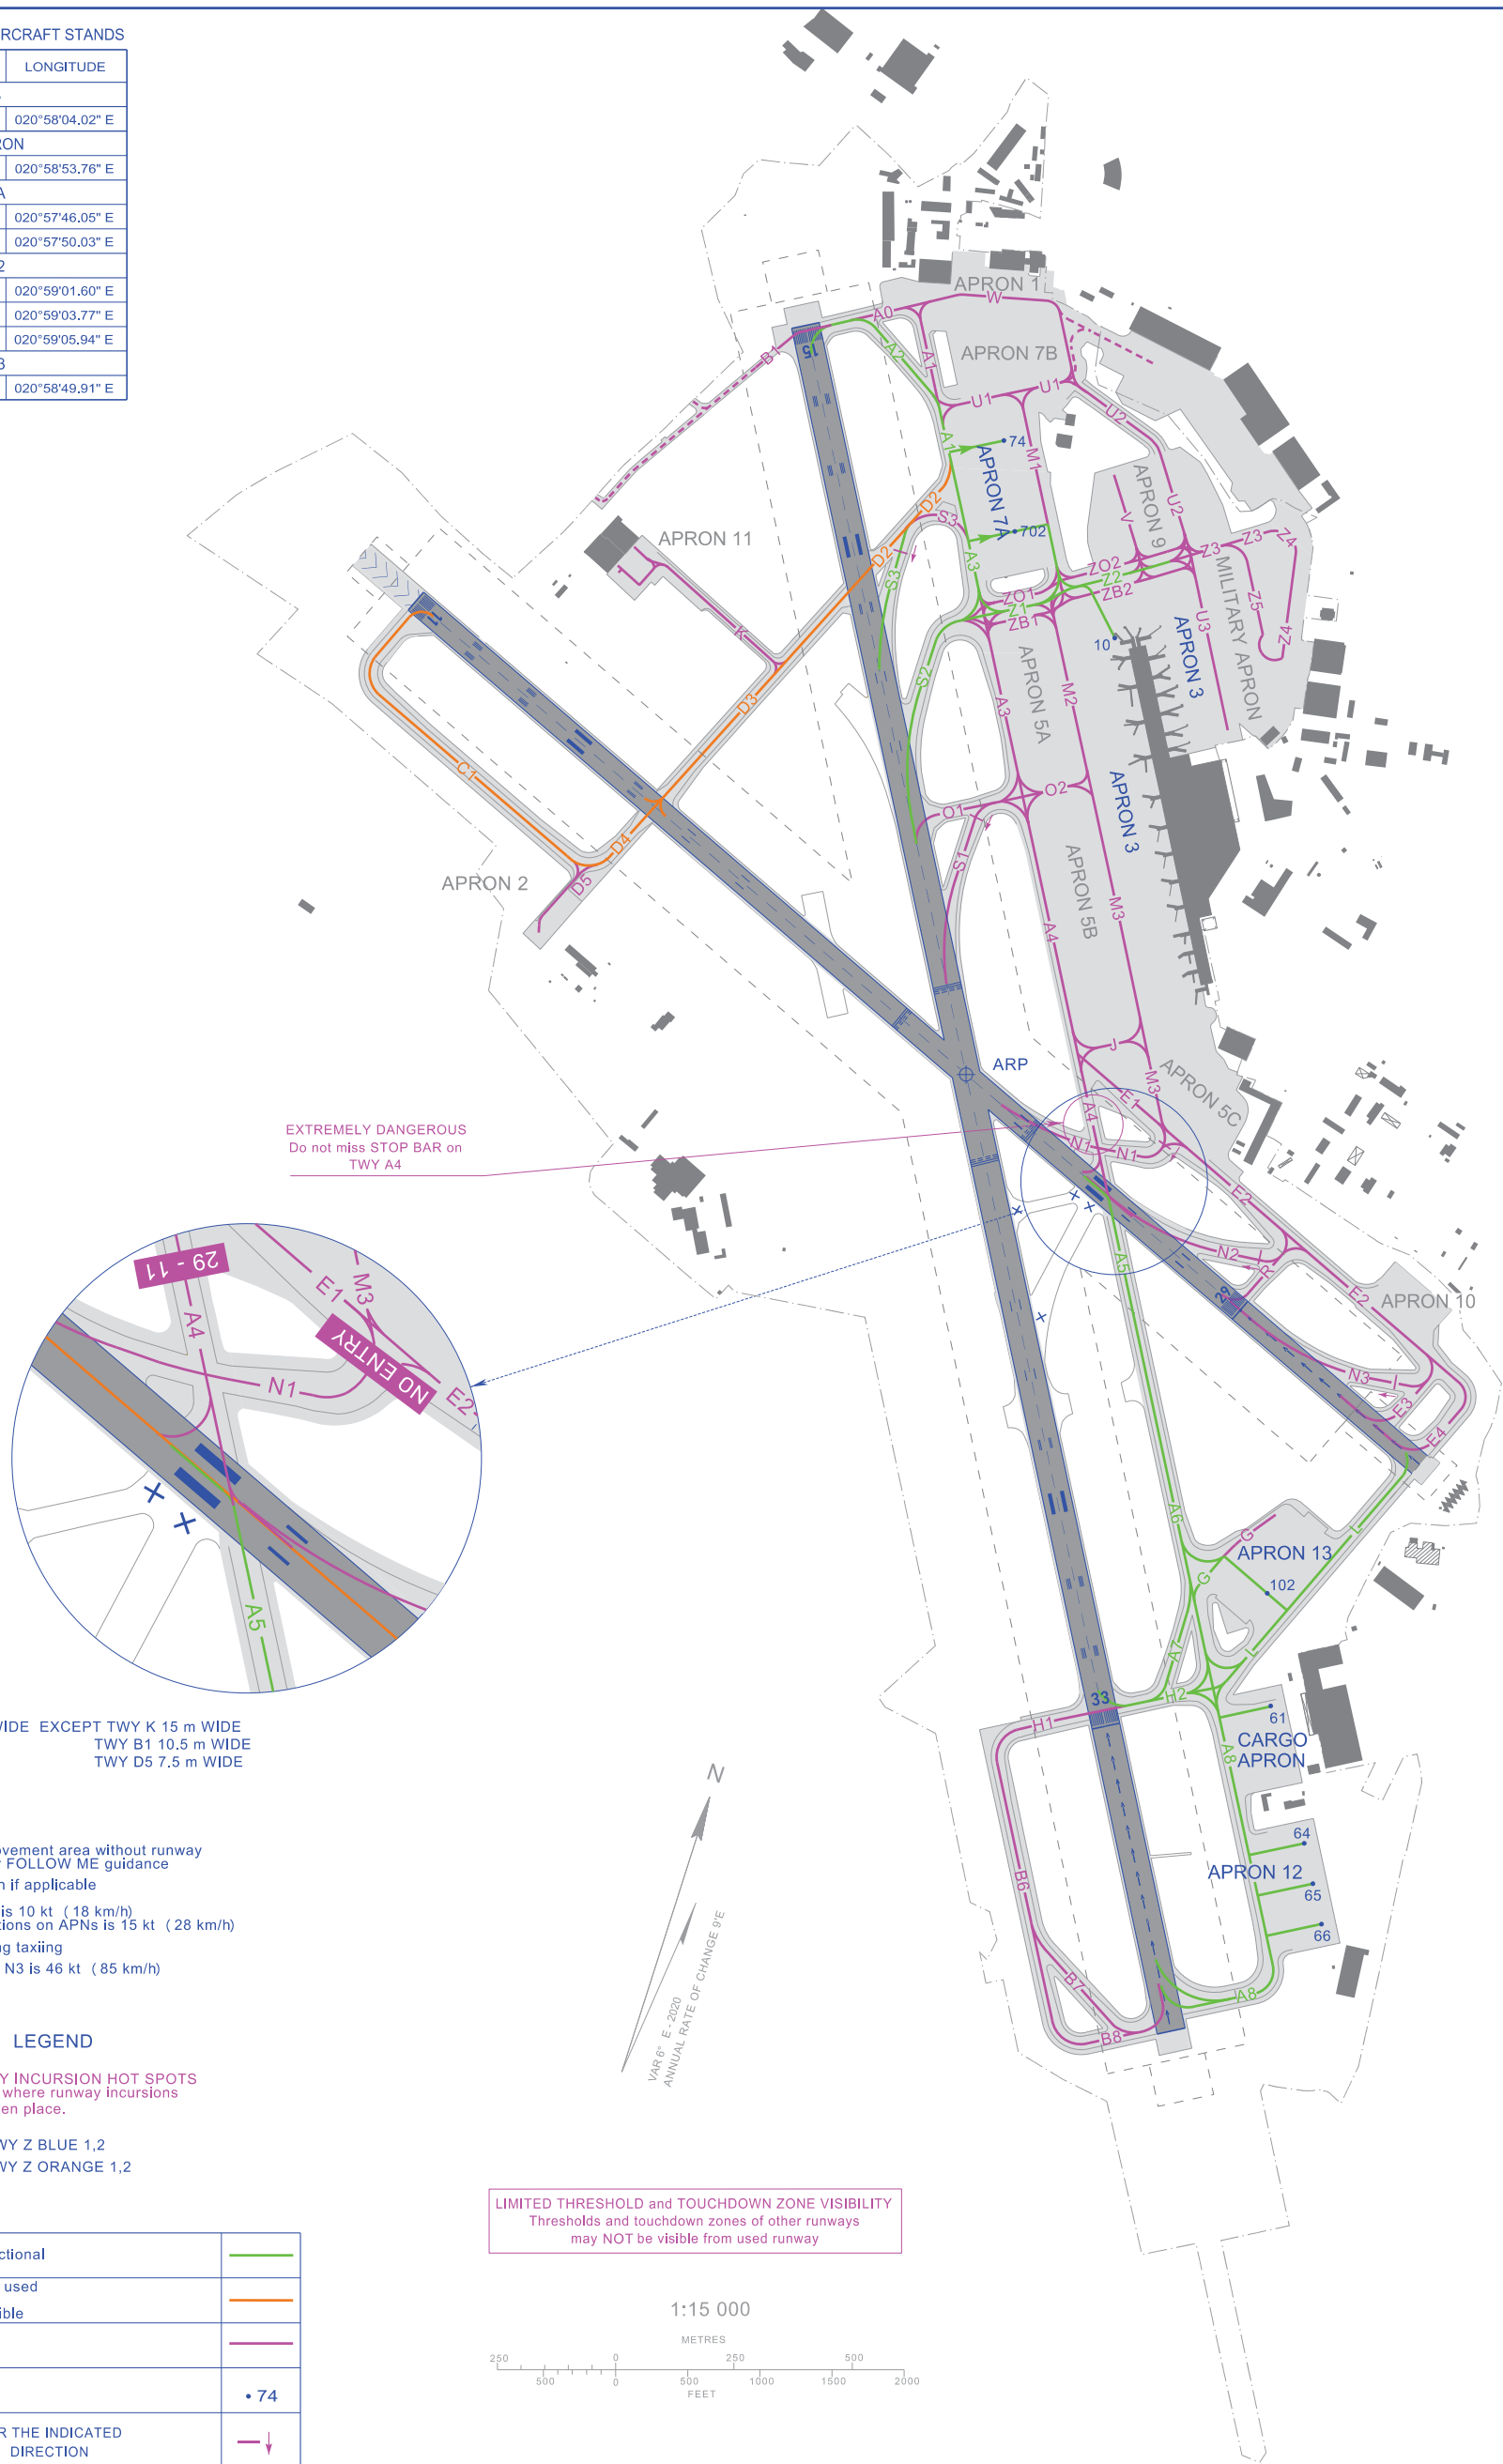 RCRAFT STANDS
LONGITUDE
020°58'04.02" E
RON
020°58'53.76" E
A
020°57'46.05" E
020°57'50.03" E
2
020°59'01.60" E
020°59'03.77" E
020°59'05.94" E
3
020°58'49.91" E
APRON 1
W
A0
B1
15
A2
A1
APRON 7B
U1
U1
U2
A1
74
M1
APRON 7A
APRON 9
V
U2
D2
S3
702
APRON 11
D2
S3
A3
ZO2
Z2
ZB2
Z3
Z3
Z4
ZO1
Z1
ZB1
MILITARY APRON
Z5
Z4
U3
10
APRON 3
K
11
S2
APRON 5A
A3
M2
D3
C1
APRON 3
O1
O2
D4
S1
APRON 5B
D5
APRON 2
M3
A4
J
ARP
M3
APRON 5C
E1
A4
EXTREMELY DANGEROUS
Do not miss STOP BAR on
TWY A4
N1
N1
E2
29 - 11
A4
E1
M3
NO ENTRY
N1
E2
A5
A5
N2
R
29
E2
APRON 10
N3
E3
E4
A6
G
L
APRON 13
G
102
A7
L
33
H2
H1
61
CARGO
APRON
A8
64
APRON 12
65
66
B6
B7
A8
B8
WIDE EXCEPT TWY K 15 m WIDE
TWY B1 10.5 m WIDE
TWY D5 7.5 m WIDE
ovement area without runway
FOLLOW ME guidance
n if applicable
is 10 kt ( 18 km/h)
tions on APNs is 15 kt ( 28 km/h)
ng taxiing
N3 is 46 kt ( 85 km/h)
N
VAR 6° E - 2020
ANNUAL RATE OF CHANGE 9'E
LEGEND
Y INCURSION HOT SPOTS
where runway incursions
en place.
WY Z BLUE 1,2
WY Z ORANGE 1,2
ctional
used
ible
74
R THE INDICATED
DIRECTION
LIMITED THRESHOLD and TOUCHDOWN ZONE VISIBILITY
Thresholds and touchdown zones of other runways
may NOT be visible from used runway
1:15 000
METRES
250 0 250 500
500 0 500 1000 1500 2000
FEET